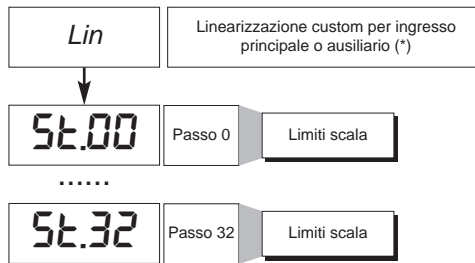 Lin
Linearizzazione custom per ingresso
principale o ausiliario (*)
St.00
Passo 0
Limiti scala
......
St.32
Passo 32
Limiti scala